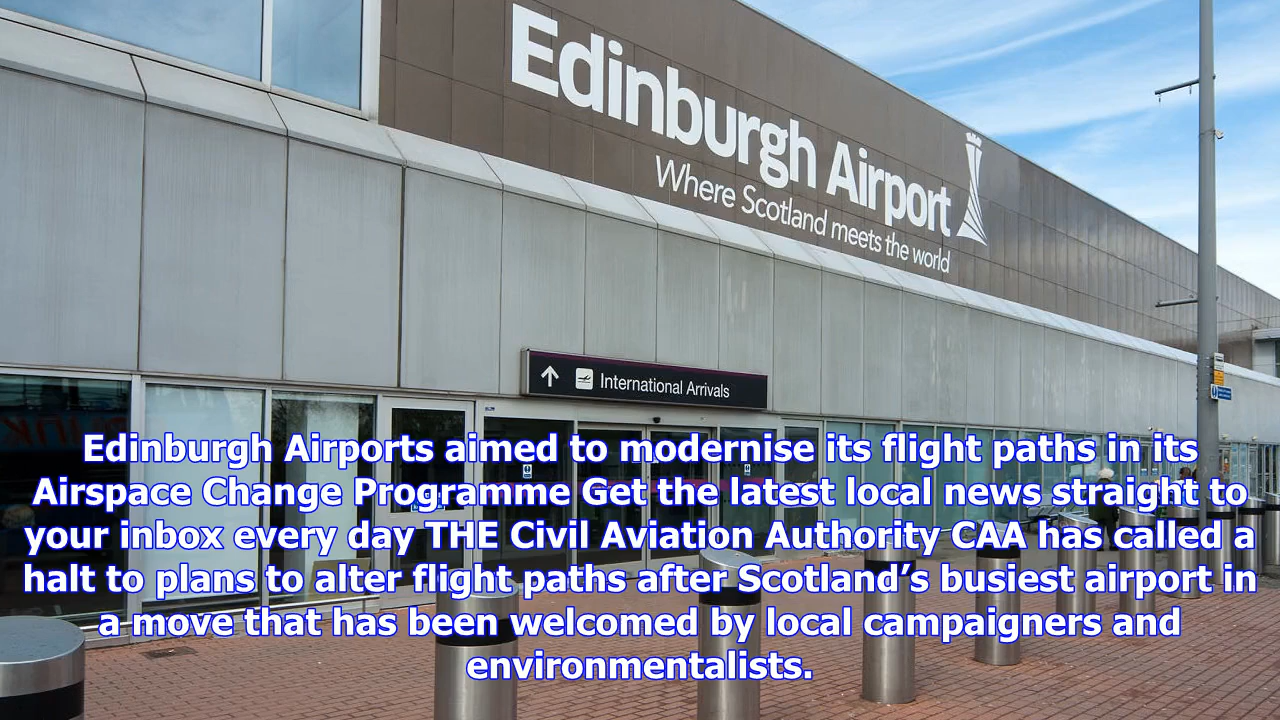 Edinburgh Airport
Where Scotland meets the world
International Arrivals
Edinburgh Airports aimed to modernise its flight paths in its
Airspace Change Programme Get the latest local news straight to
your inbox every day THE Civil Aviation Authority CAA has called a
halt to plans to alter flight paths after Scotland’s busiest airport in
a move that has been welcomed by local campaigners and
environmentalists.